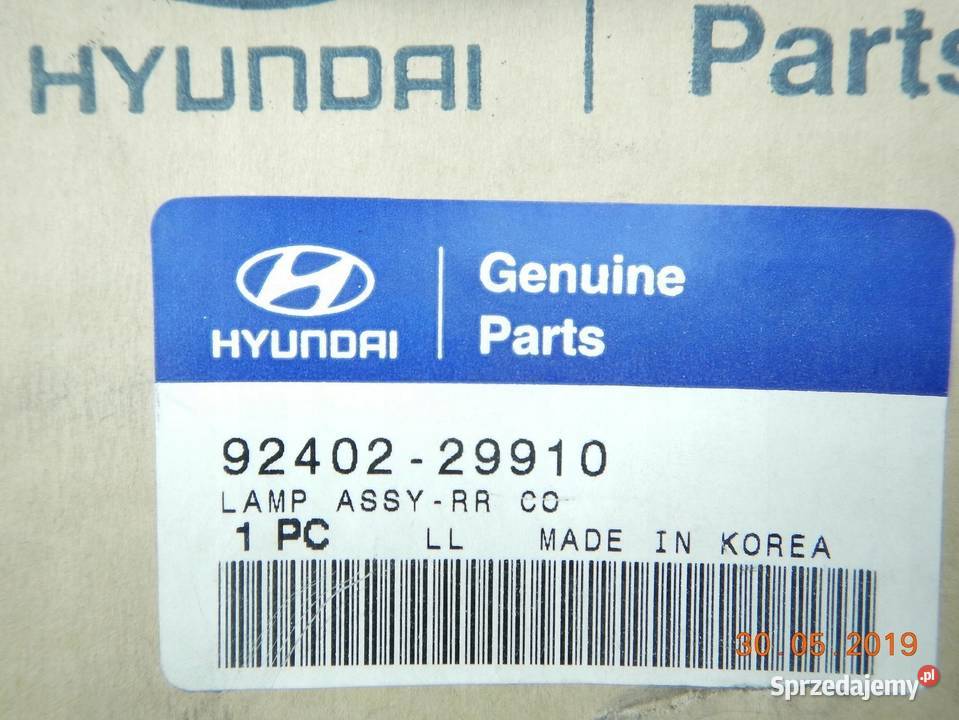 HYUNDAI Parts
HYUNDAI
Genuine
Parts
92402-29910
LAMP ASSY-RR CO
1 PC LL MADE IN KOREA
30.05.2019
Sprzedajemy.pl